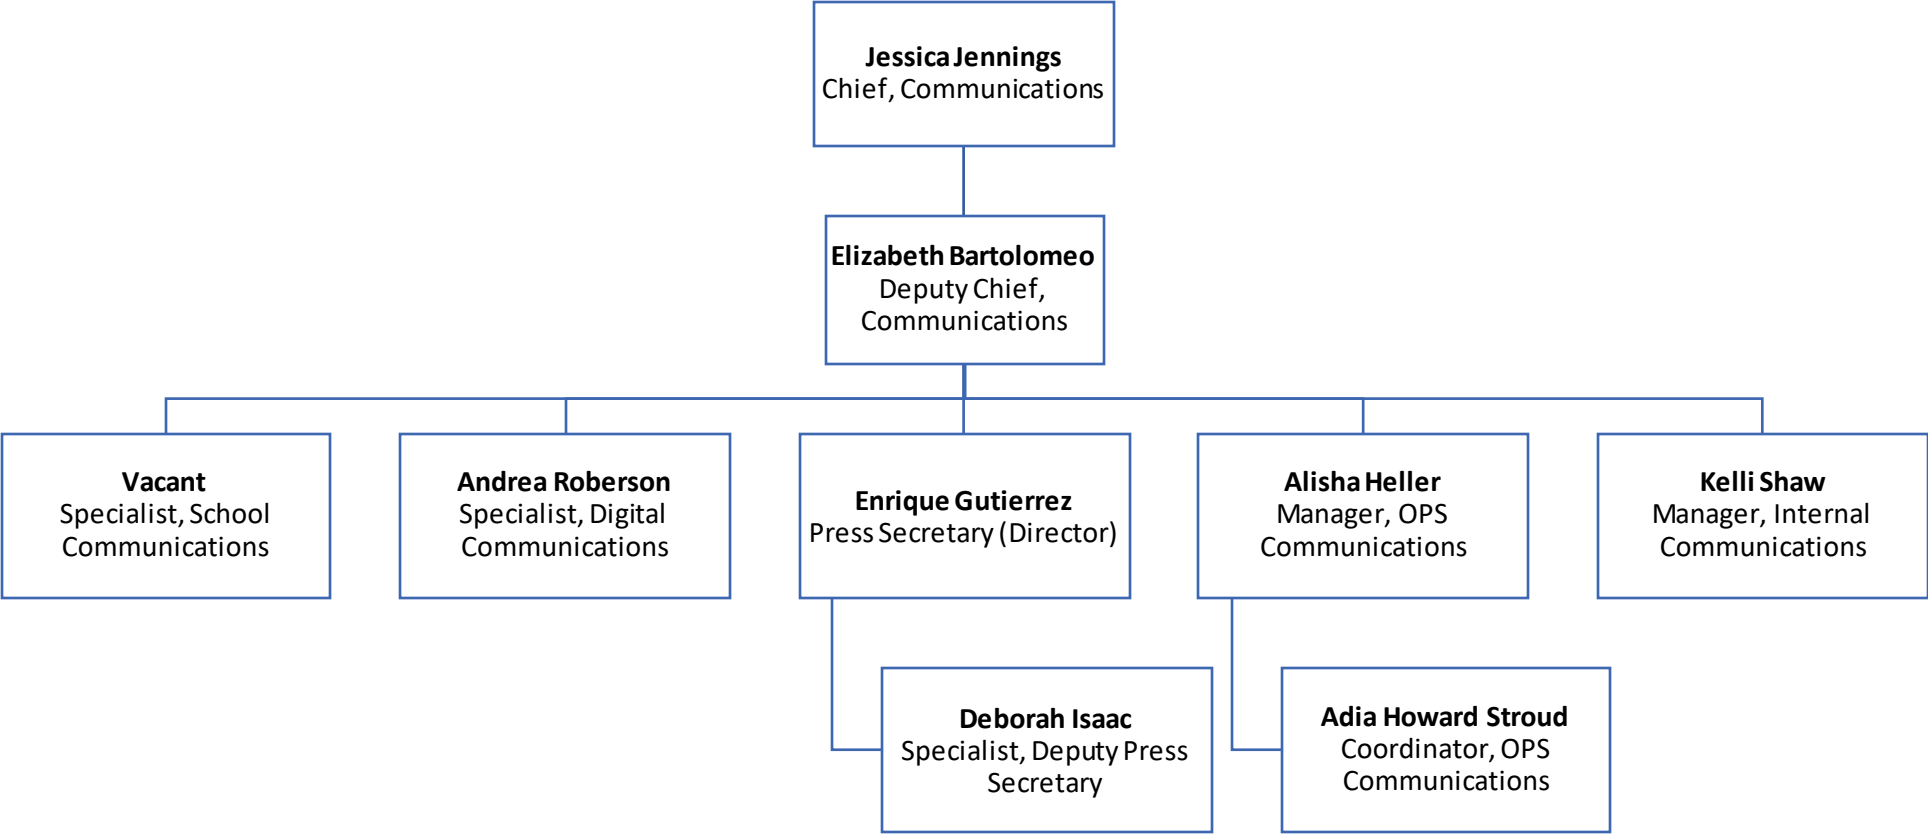 Jessica Jennings
Chief, Communications
Elizabeth Bartolomeo
Deputy Chief,
Communications
Vacant
Specialist, School
Communications
Andrea Roberson
Specialist, Digital
Communications
Enrique Gutierrez
Press Secretary (Director)
Alisha Heller
Manager, OPS
Communications
Kelli Shaw
Manager, Internal
Communications
Deborah Isaac
Specialist, Deputy Press
Secretary
Adia Howard Stroud
Coordinator, OPS
Communications